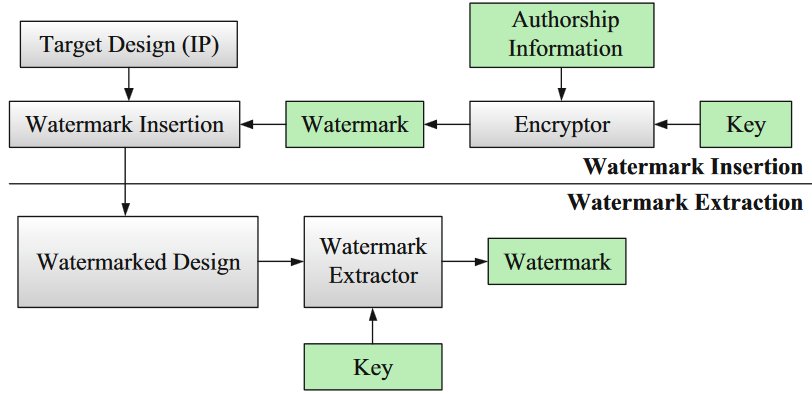 Target Design (IP)
Authorship
Information
Watermark Insertion
Watermark
Encryptor
Key
Watermark Insertion
Watermark Extraction
Watermarked Design
Watermark
Extractor
Watermark
Key